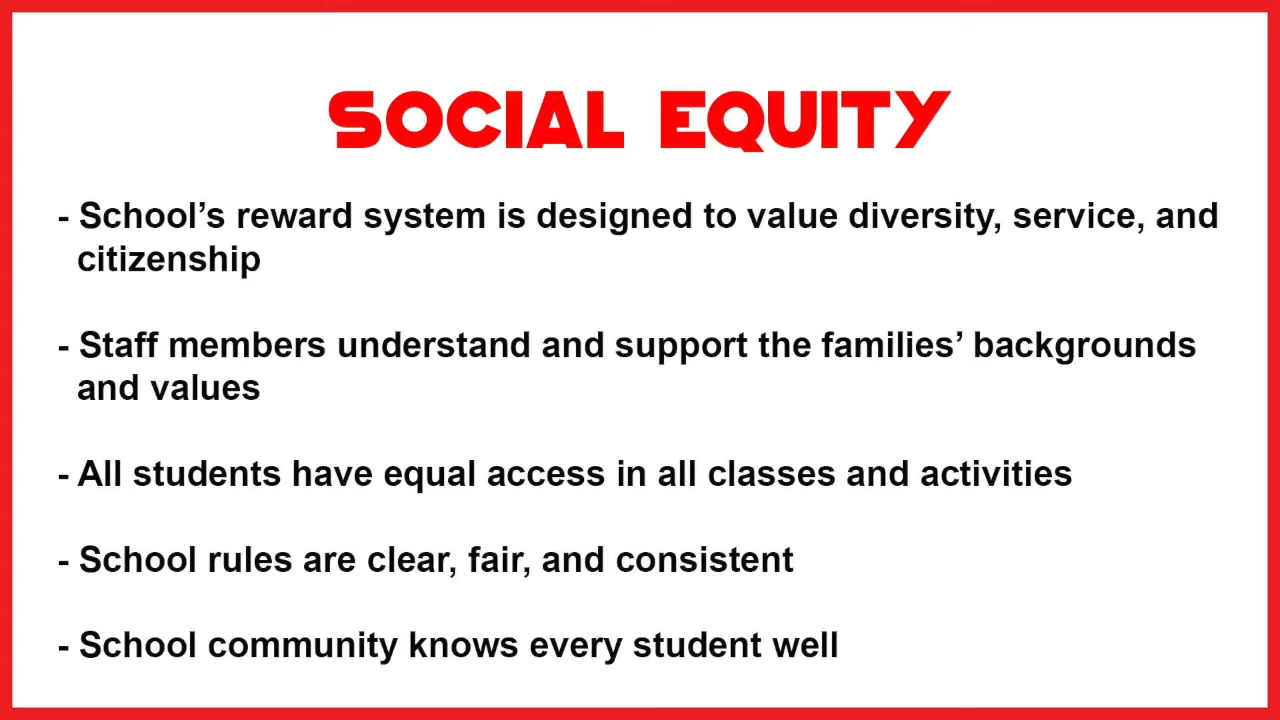 SOCIAL EQUITY
- School’s reward system is designed to value diversity, service, and
citizenship
- Staff members understand and support the families’ backgrounds
and values
- All students have equal access in all classes and activities
- School rules are clear, fair, and consistent
- School community knows every student well